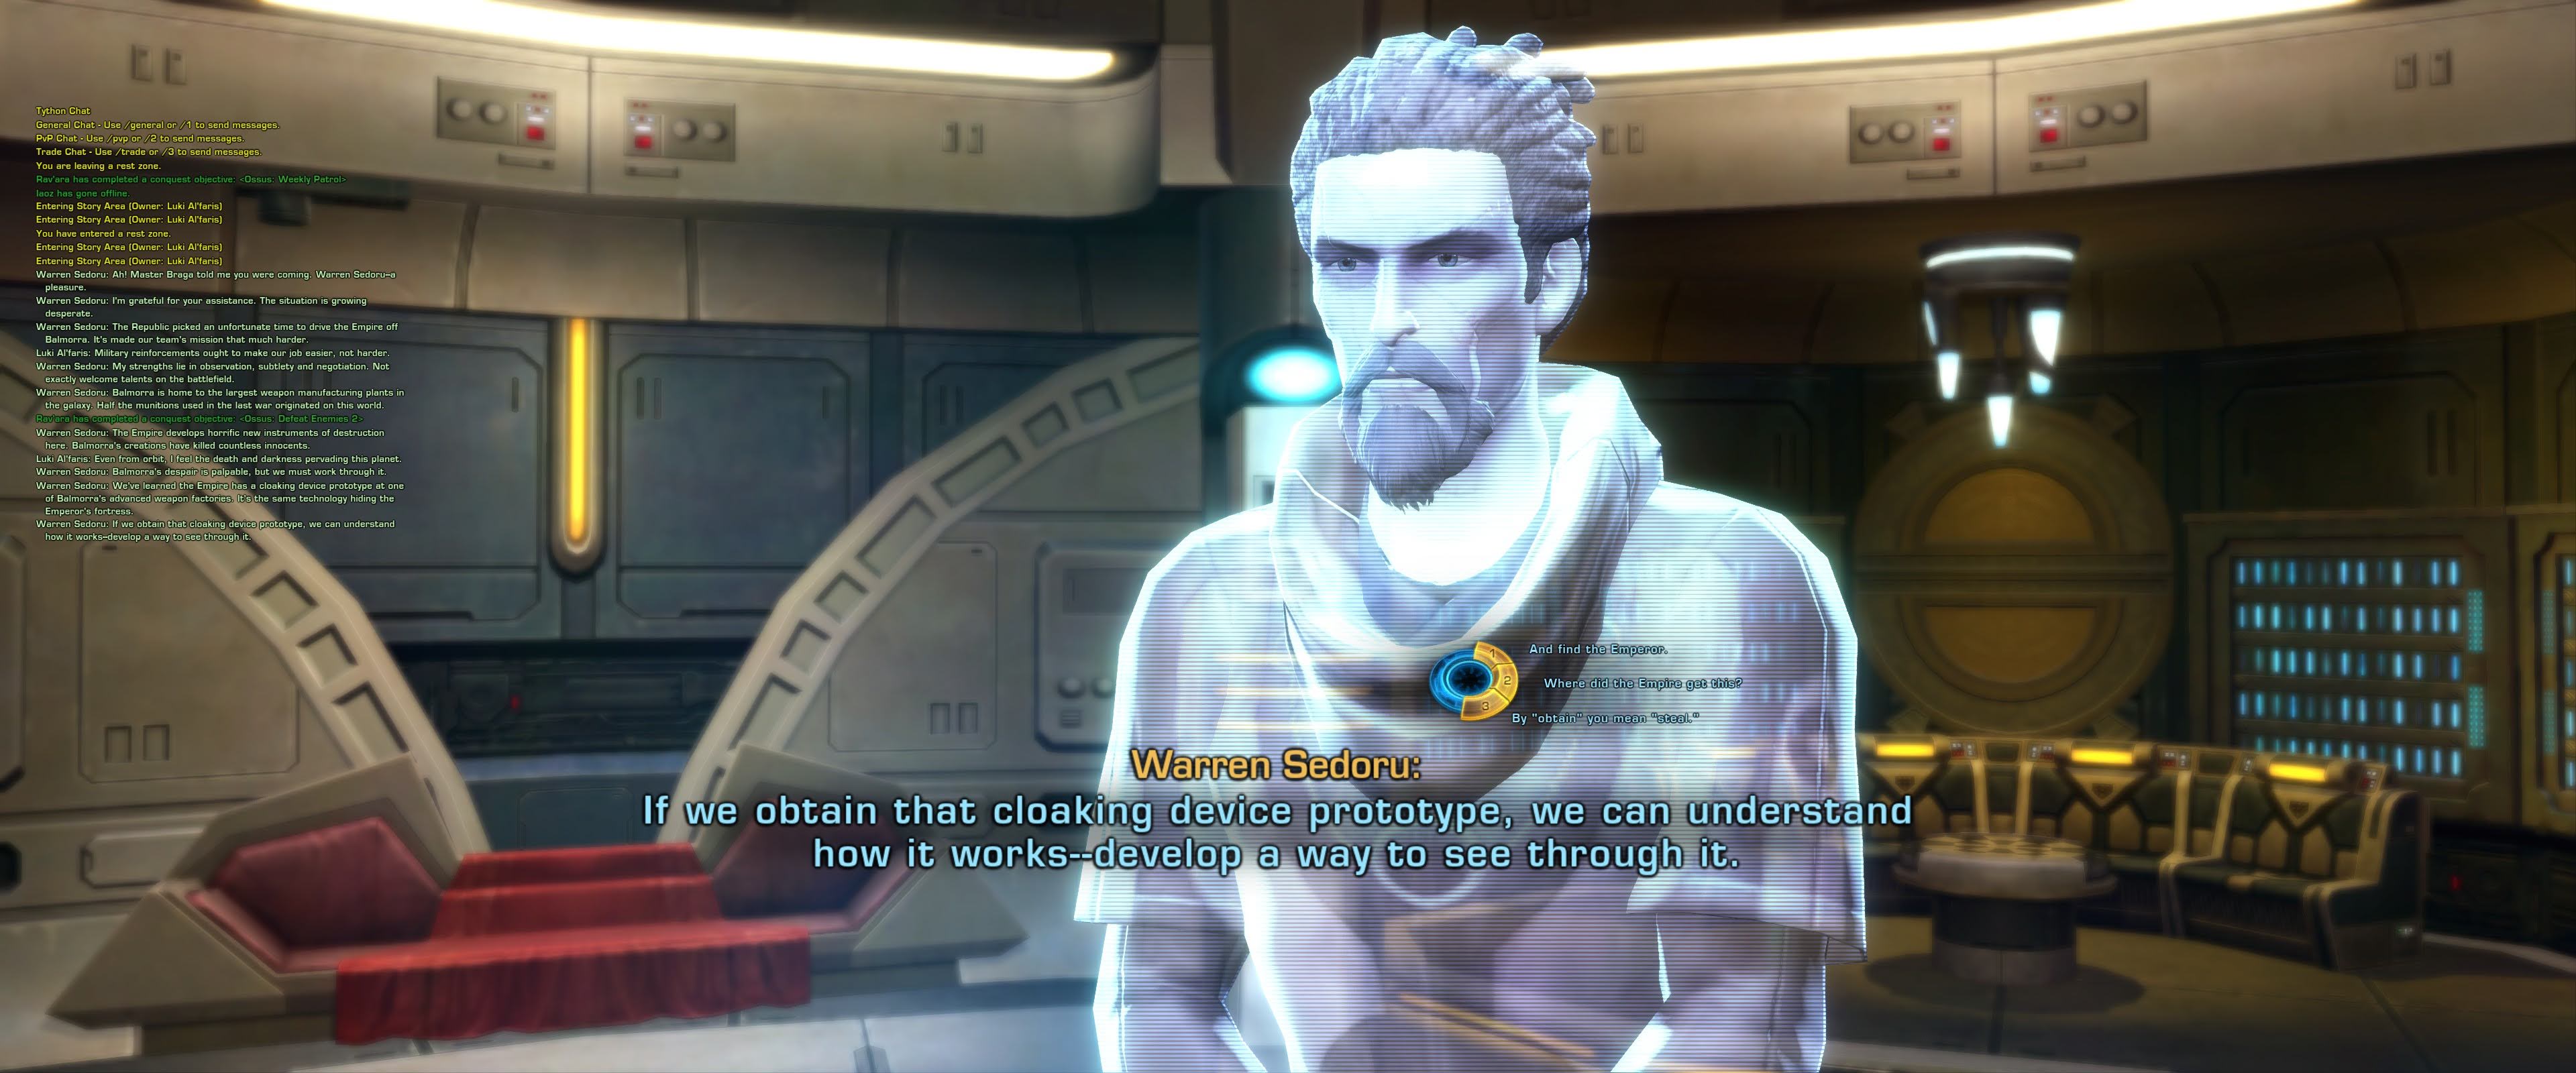 Tython Chat
General Chat - Use /general or /1 to send messages.
PvP Chat - Use /pvp or /2 to send messages.
Trade Chat - Use /trade or /3 to send messages.
You are leaving a rest zone.
Rav'ara has completed a conquest objective: <Ossus: Weekly Patrol>
Iaoz has gone offline.
Entering Story Area (Owner: Luki Al'faris)
Entering Story Area (Owner: Luki Al'faris)
You have entered a rest zone.
Entering Story Area (Owner: Luki Al'faris)
Entering Story Area (Owner: Luki Al'faris)
Warren Sedoru: Ah! Master Braga told me you were coming. Warren Sedoru--a
pleasure.
Warren Sedoru: I'm grateful for your assistance. The situation is growing
desperate.
Warren Sedoru: The Republic picked an unfortunate time to drive the Empire off
Balmorra. It's made our team's mission that much harder.
Luki Al'faris: Military reinforcements ought to make our job easier, not harder.
Warren Sedoru: My strengths lie in observation, subtlety and negotiation. Not
exactly welcome talents on the battlefield.
Warren Sedoru: Balmorra is home to the largest weapon manufacturing plants in
the galaxy. Half the munitions used in the last war originated on this world.
Rav'ara has completed a conquest objective: <Ossus: Defeat Enemies 2>
Warren Sedoru: The Empire develops horrific new instruments of destruction
here. Balmorra's creations have killed countless innocents.
Luki Al'faris: Even from orbit, I feel the death and darkness pervading this planet.
Warren Sedoru: Balmorra's despair is palpable, but we must work through it.
Warren Sedoru: We've learned the Empire has a cloaking device prototype at one
of Balmorra's advanced weapon factories. It's the same technology hiding the
Emperor's fortress.
Warren Sedoru: If we obtain that cloaking device prototype, we can understand
how it works--develop a way to see through it.
1 And find the Emperor.
2 Where did the Empire get this?
3 By "obtain" you mean "steal."
Warren Sedoru:
If we obtain that cloaking device prototype, we can understand
how it works--develop a way to see through it.